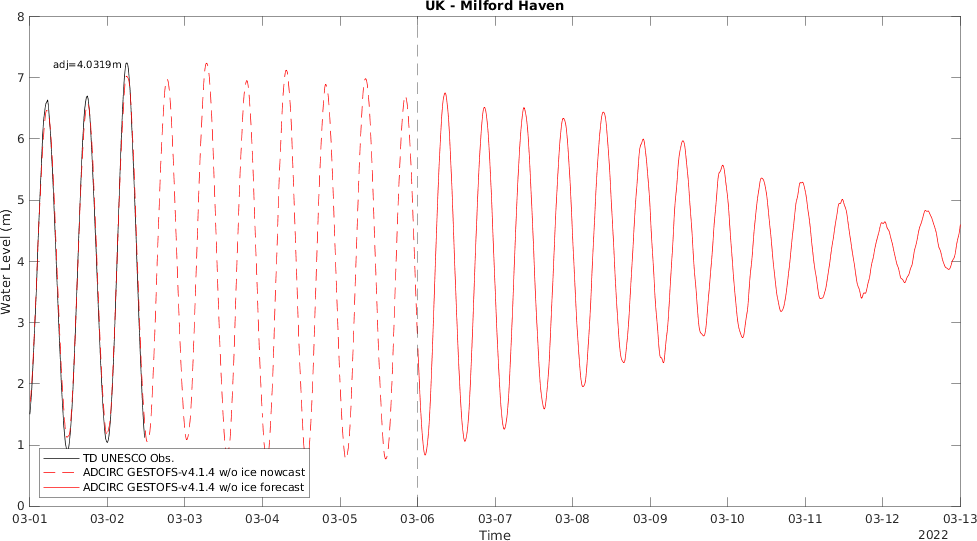 UK - Milford Haven
8
7
6
5
4
3
2
1
0
Water Level (m)
adj=4.0319m
TD UNESCO Obs.
ADCIRC GESTOFS-v4.1.4 w/o ice nowcast
ADCIRC GESTOFS-v4.1.4 w/o ice forecast
03-01 03-02 03-03 03-04 03-05 03-06 03-07 03-08 03-09 03-10 03-11 03-12 03-13
Time
2022